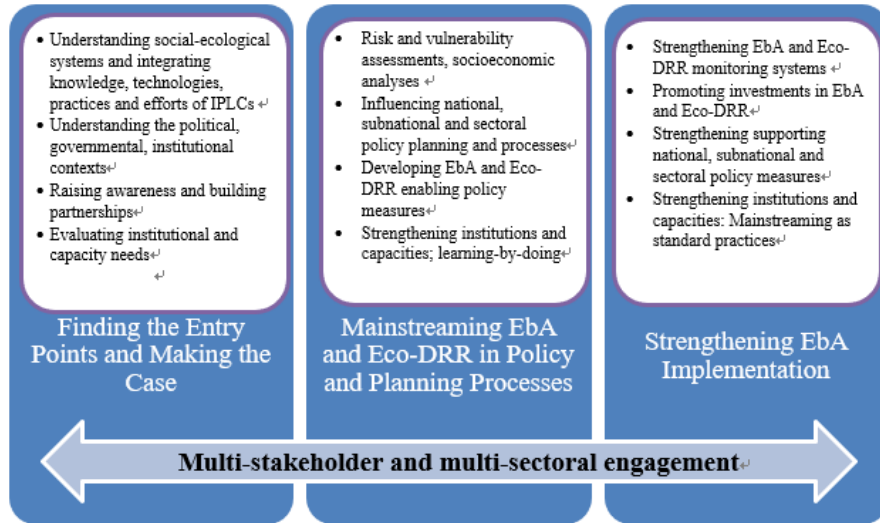 • Understanding social-ecological
systems and integrating
knowledge, technologies,
practices and efforts of IPLCs↵
• Understanding the political,
governmental, institutional
contexts↵
• Raising awareness and building
partnerships↵
• Evaluating institutional and
capacity needs↵
↵
Finding the Entry
Points and Making the
Case
• Risk and vulnerability
assessments, socioeconomic
analyses↵
• Influencing national,
subnational and sectoral
policy planning and processes↵
• Developing EbA and Eco-
DRR enabling policy
measures↵
• Strengthening institutions and
capacities; learning-by-doing↵
Mainstreaming EbA
and Eco-DRR in Policy
and Planning Processes
• Strengthening EbA and Eco-
DRR monitoring systems↵
• Promoting investments in EbA
and Eco-DRR↵
• Strengthening supporting
national, subnational and
sectoral policy measures↵
• Strengthening institutions and
capacities: Mainstreaming as
standard practices↵
Strengthening EbA
Implementation
Multi-stakeholder and multi-sectoral engagement↵